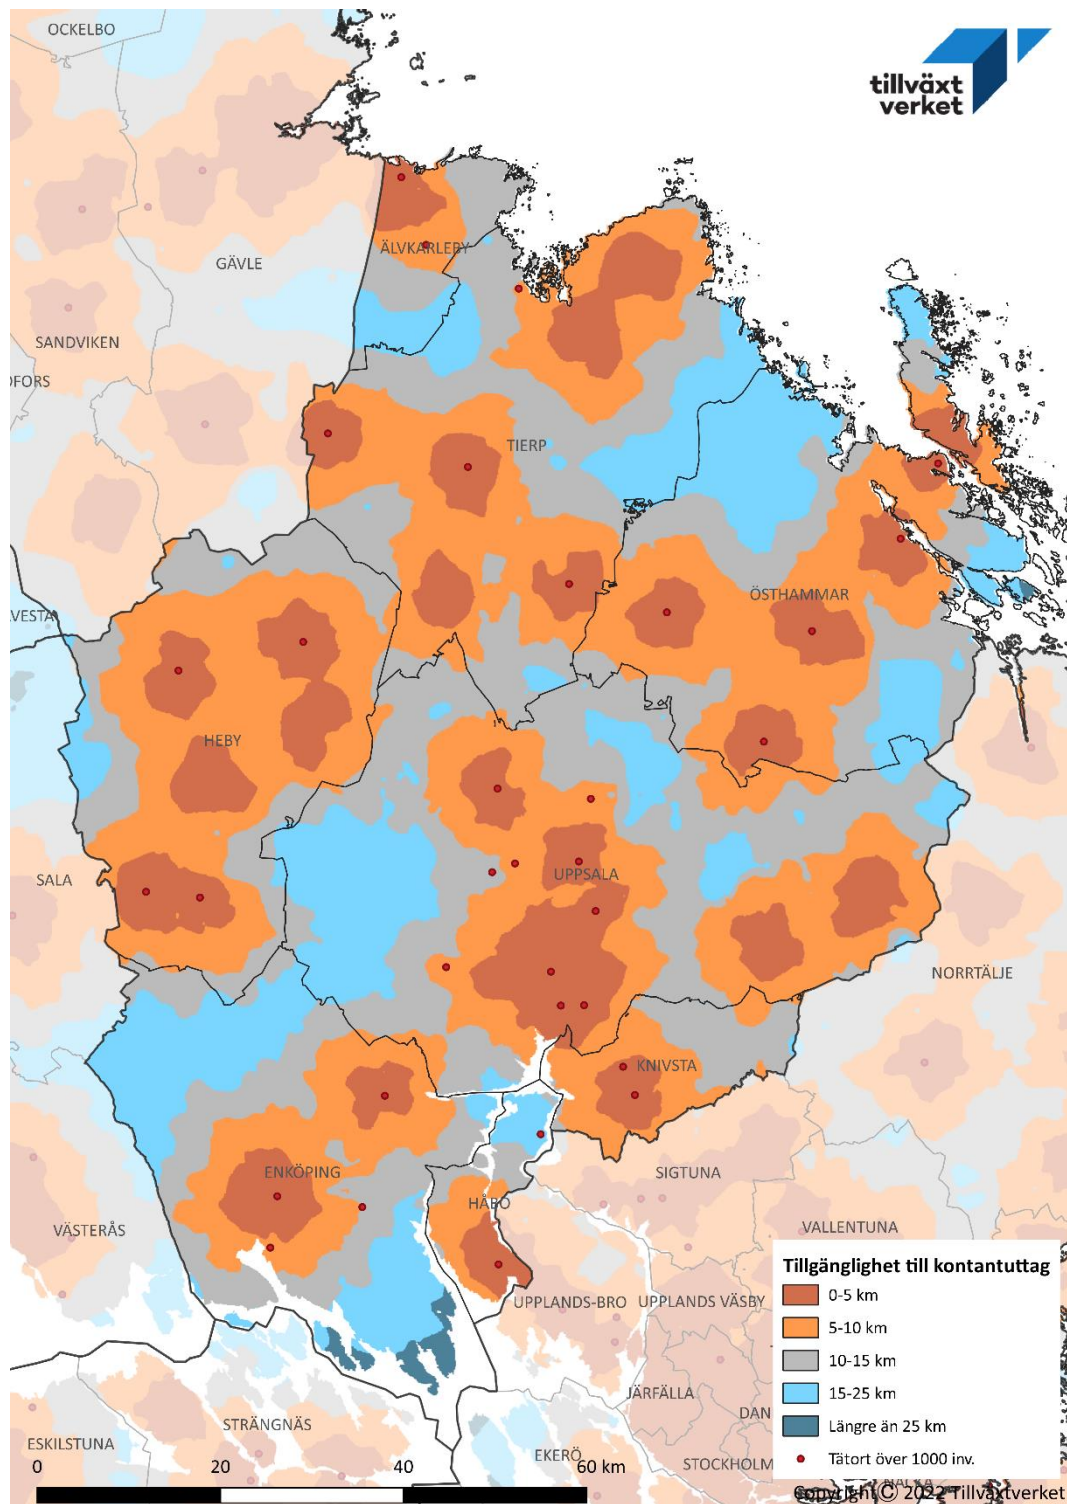 OCKELBO
tillväxt
verket
ÄLVKARLEBY
GÄVLE
SANDVIKEN
OFORS
TIERP
ÖSTHAMMAR
VESTA
HEBY
SALA
UPPSALA
NORRTÄLJE
KNIVSTA
ENKÖPING
SIGTUNA
HÅBO
VÄSTERÅS
VALLENTUNA
UPPLANDS-BRO
UPPLANDS VÄSBY
JÄRFÄLLA
DAN
STRÄNGNÄS
ESKILSTUNA
EKERÖ
STOCKHOLM
NACKA
Tillgänglighet till kontantuttag
0-5 km
5-10 km
10-15 km
15-25 km
Längre än 25 km
Tätort över 1000 inv.
0 20 40 60 km
Copyright© 2022 Tillväxtverket